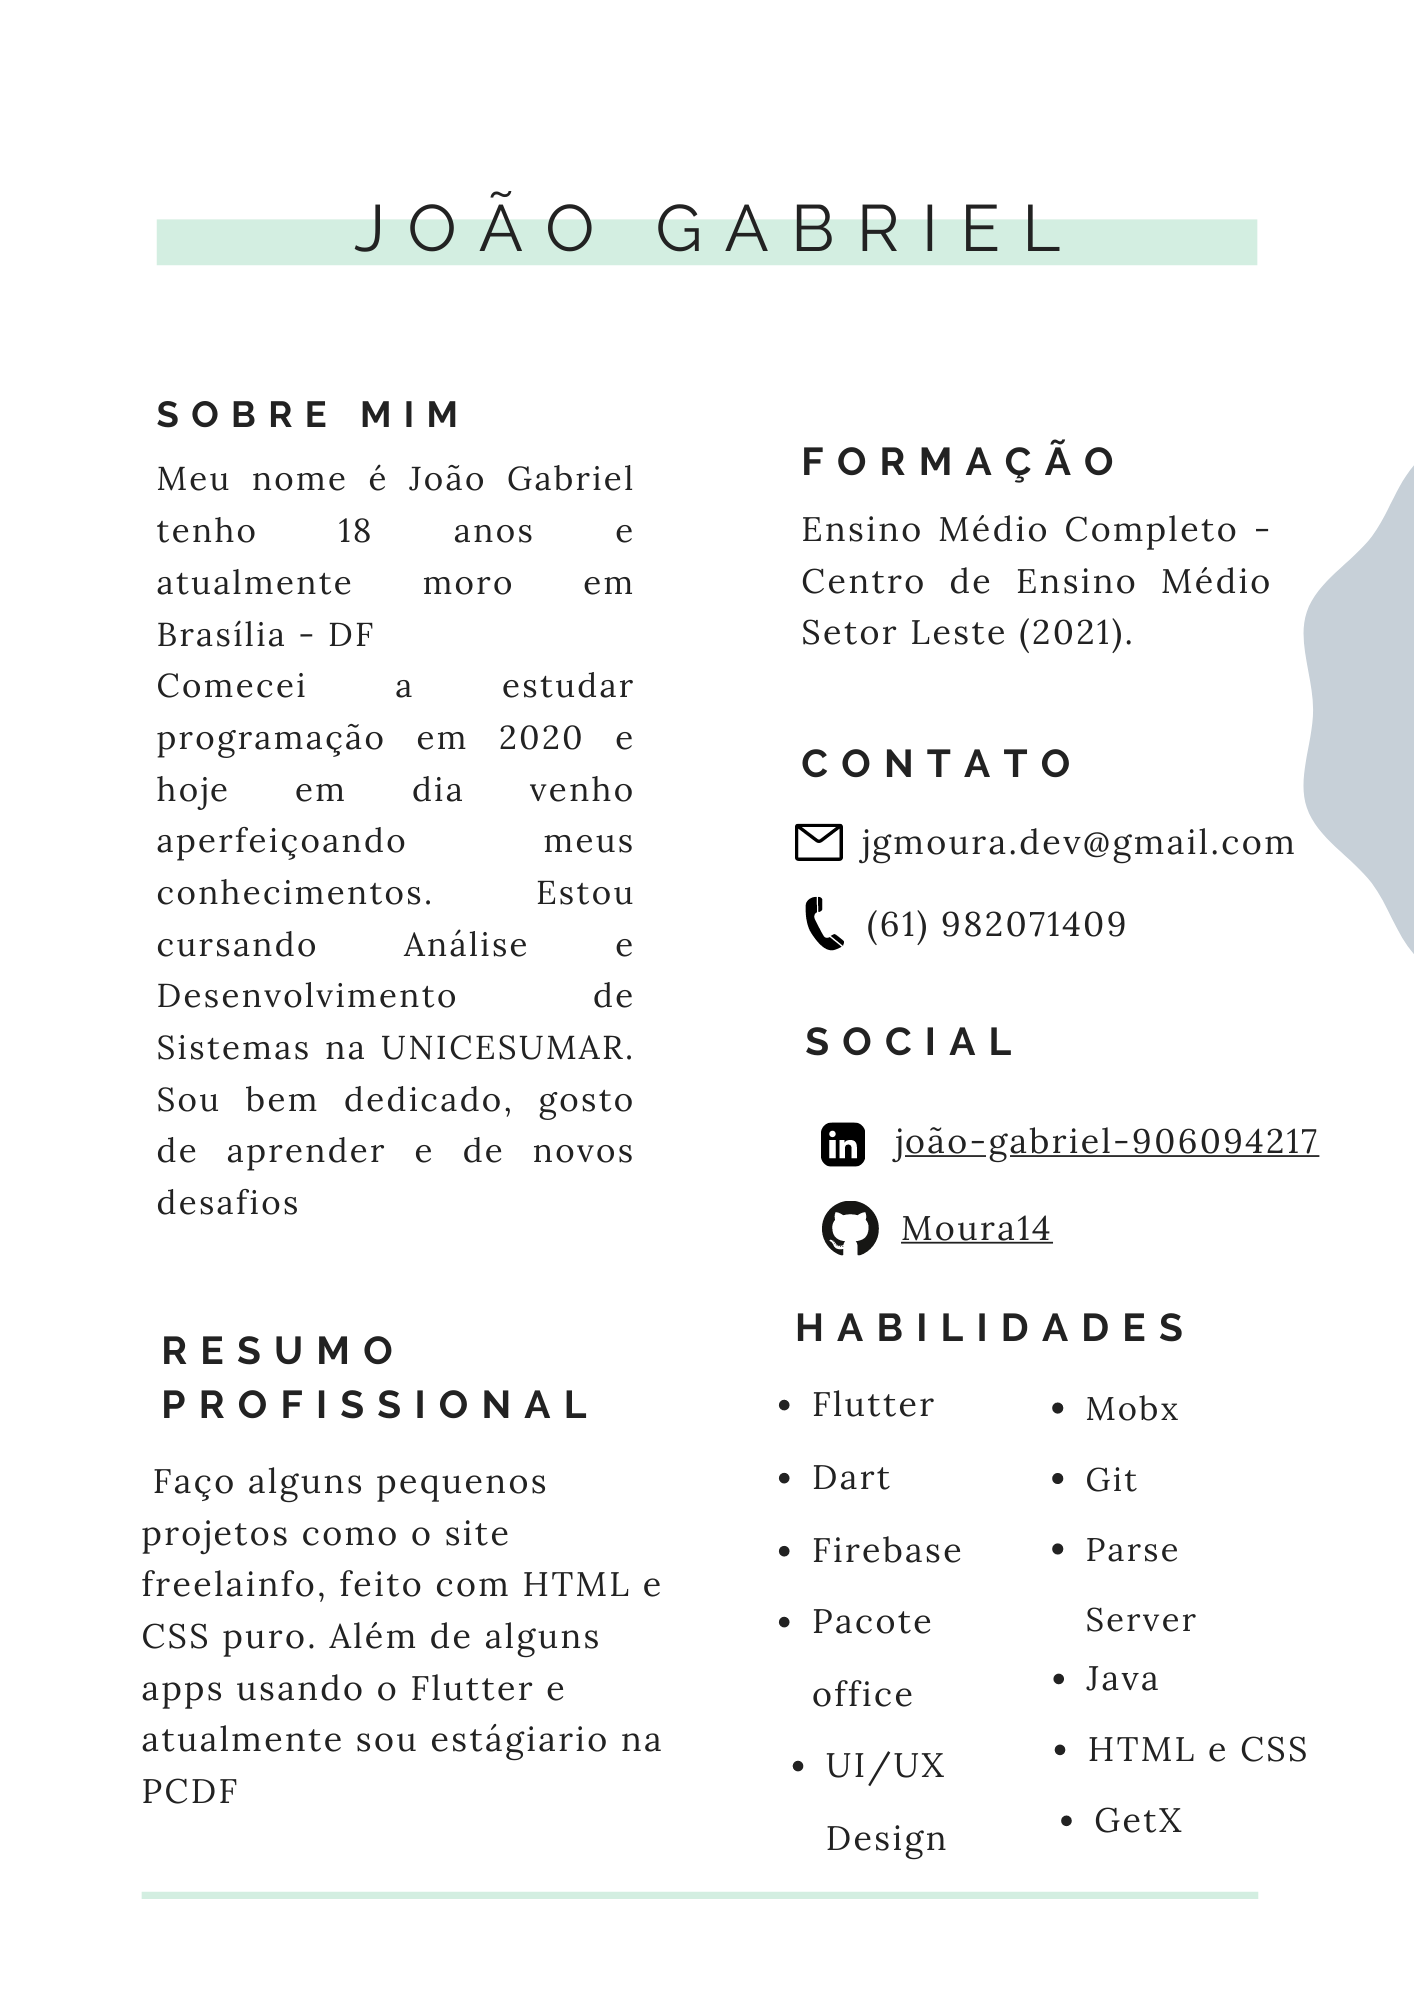 JOÃO GABRIEL
SOBRE MIM
Meu nome é João Gabriel
tenho 18 anos e
atualmente moro em
Brasília - DF
Comecei a estudar
programação em 2020 e
hoje em dia venho
aperfeiçoando meus
conhecimentos. Estou
cursando Análise e
Desenvolvimento de
Sistemas na UNICESUMAR.
Sou bem dedicado, gosto
de aprender e de novos
desafios
RESUMO
PROFISSIONAL
Faço alguns pequenos
projetos como o site
freelainfo, feito com HTML e
CSS puro. Além de alguns
apps usando o Flutter e
atualmente sou estágiario na
PCDF
FORMAÇÃO
Ensino Médio Completo -
Centro de Ensino Médio
Setor Leste (2021).
CONTATO
jgmoura.dev@gmail.com
(61) 982071409
SOCIAL
in
joão-gabriel-906094217
Moura14
HABILIDADES
• Flutter
• Dart
• Firebase
• Pacote
office
• UI/UX
Design
• Mobx
• Git
• Parse
Server
• Java
• HTML e CSS
• GetX